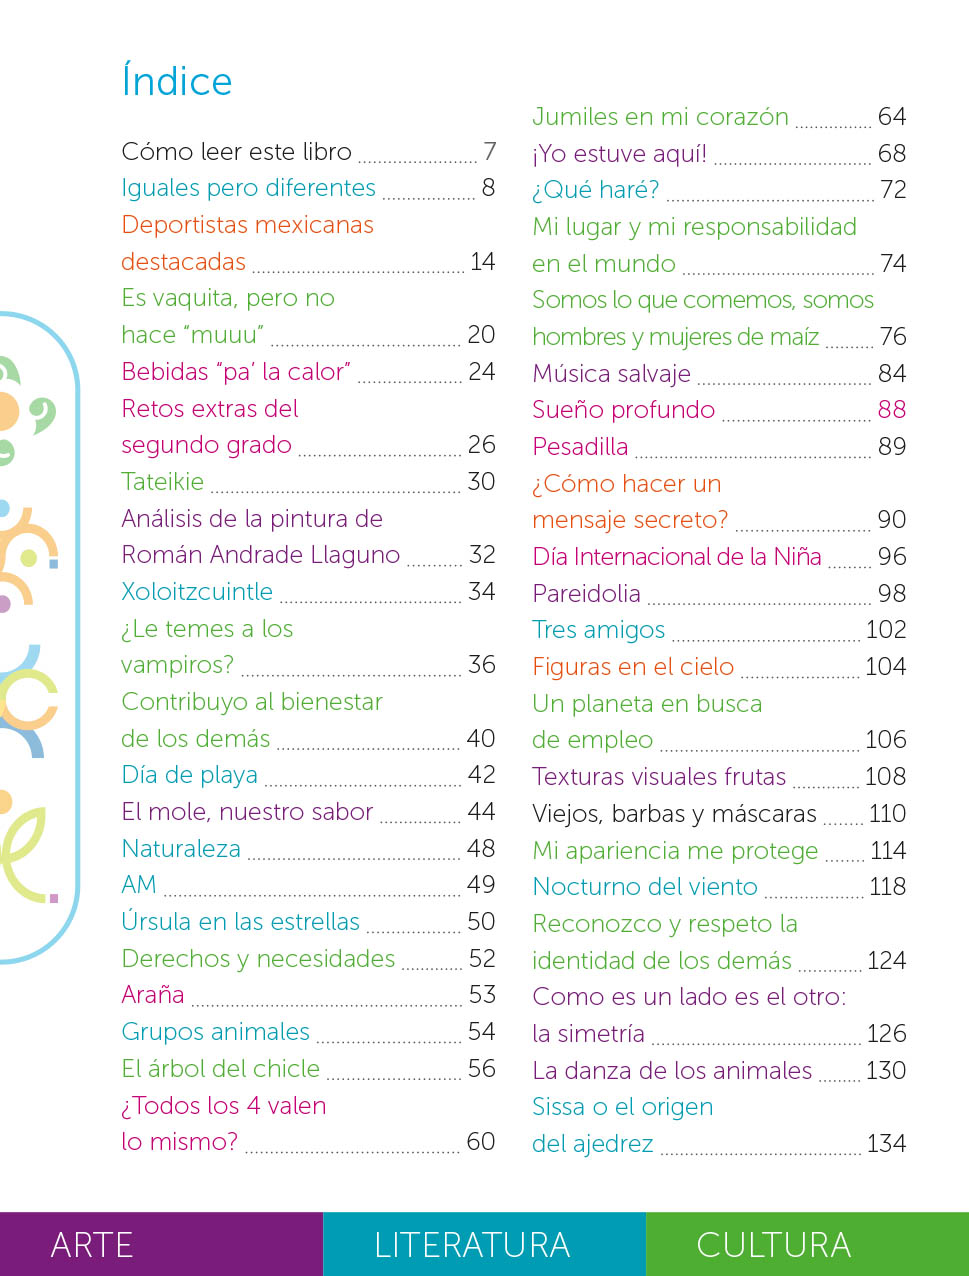 Índice
Cómo leer este libro 7
Iguales pero diferentes 8
Deportistas mexicanas
destacadas 14
Es vaquita, pero no
hace “muuu” 20
Bebidas “pa’ la calor” 24
Retos extras del
segundo grado 26
Tateikie 30
Análisis de la pintura de
Román Andrade Llaguno 32
Xoloitzcuintle 34
¿Le temes a los
vampiros? 36
Contribuyo al bienestar
de los demás 40
Día de playa 42
El mole, nuestro sabor 44
Naturaleza 48
AM 49
Úrsula en las estrellas 50
Derechos y necesidades 52
Araña 53
Grupos animales 54
El árbol del chicle 56
¿Todos los 4 valen
lo mismo? 60
Jumiles en mi corazón 64
¡Yo estuve aquí! 68
¿Qué haré? 72
Mi lugar y mi responsabilidad
en el mundo 74
Somos lo que comemos, somos
hombres y mujeres de maíz 76
Música salvaje 84
Sueño profundo 88
Pesadilla 89
¿Cómo hacer un
mensaje secreto? 90
Día Internacional de la Niña 96
Pareidolia 98
Tres amigos 102
Figuras en el cielo 104
Un planeta en busca
de empleo 106
Texturas visuales frutas 108
Viejos, barbas y máscaras 110
Mi apariencia me protege 114
Nocturno del viento 118
Reconozco y respeto la
identidad de los demás 124
Como es un lado es el otro:
la simetría 126
La danza de los animales 130
Sissa o el origen
del ajedrez 134
ARTE
LITERATURA
CULTURA